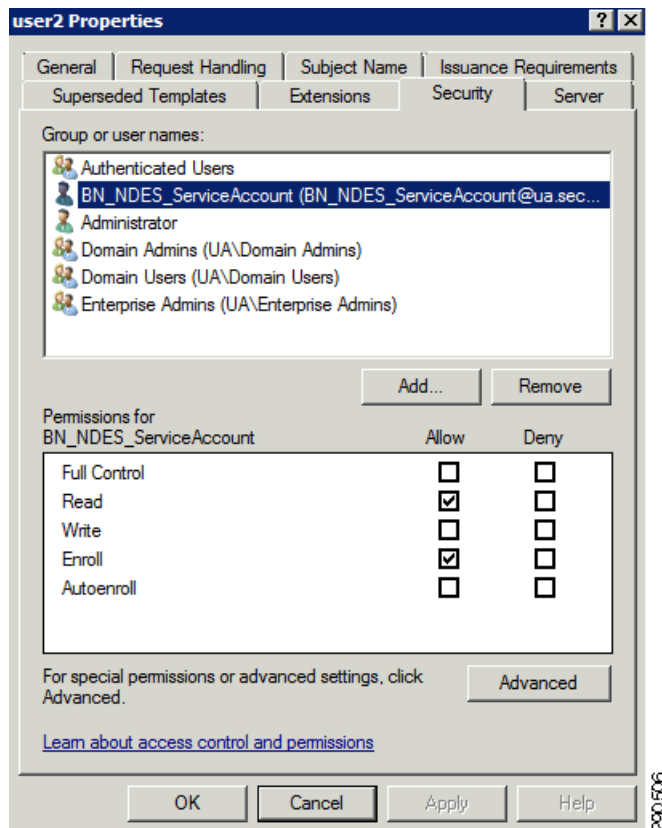 user2 Properties
General
Request Handling
Subject Name
Issuance Requirements
Superseded Templates
Extensions
Security
Server
Group or user names:
Authenticated Users
BN_NDES_ServiceAccount (BN_NDES_ServiceAccount@ua.sec...
Administrator
Domain Admins (UA\Domain Admins)
Domain Users (UA\Domain Users)
Enterprise Admins (UA\Enterprise Admins)
Add...
Remove
Permissions for
BN_NDES_ServiceAccount
Allow
Deny
Full Control
Read
Write
Enroll
Autoenroll
For special permissions or advanced settings, click
Advanced.
Advanced
Learn about access control and permissions
OK
Cancel
Apply
Help
290506